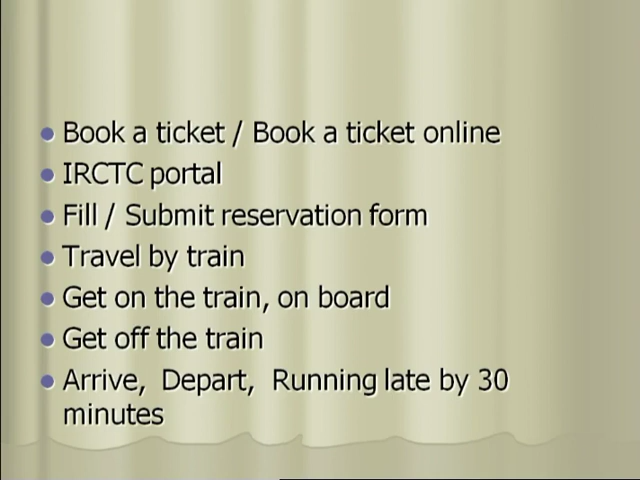 Book a ticket / Book a ticket online
IRCTC portal
Fill / Submit reservation form
Travel by train
Get on the train, on board
Get off the train
Arrive, Depart, Running late by 30
minutes